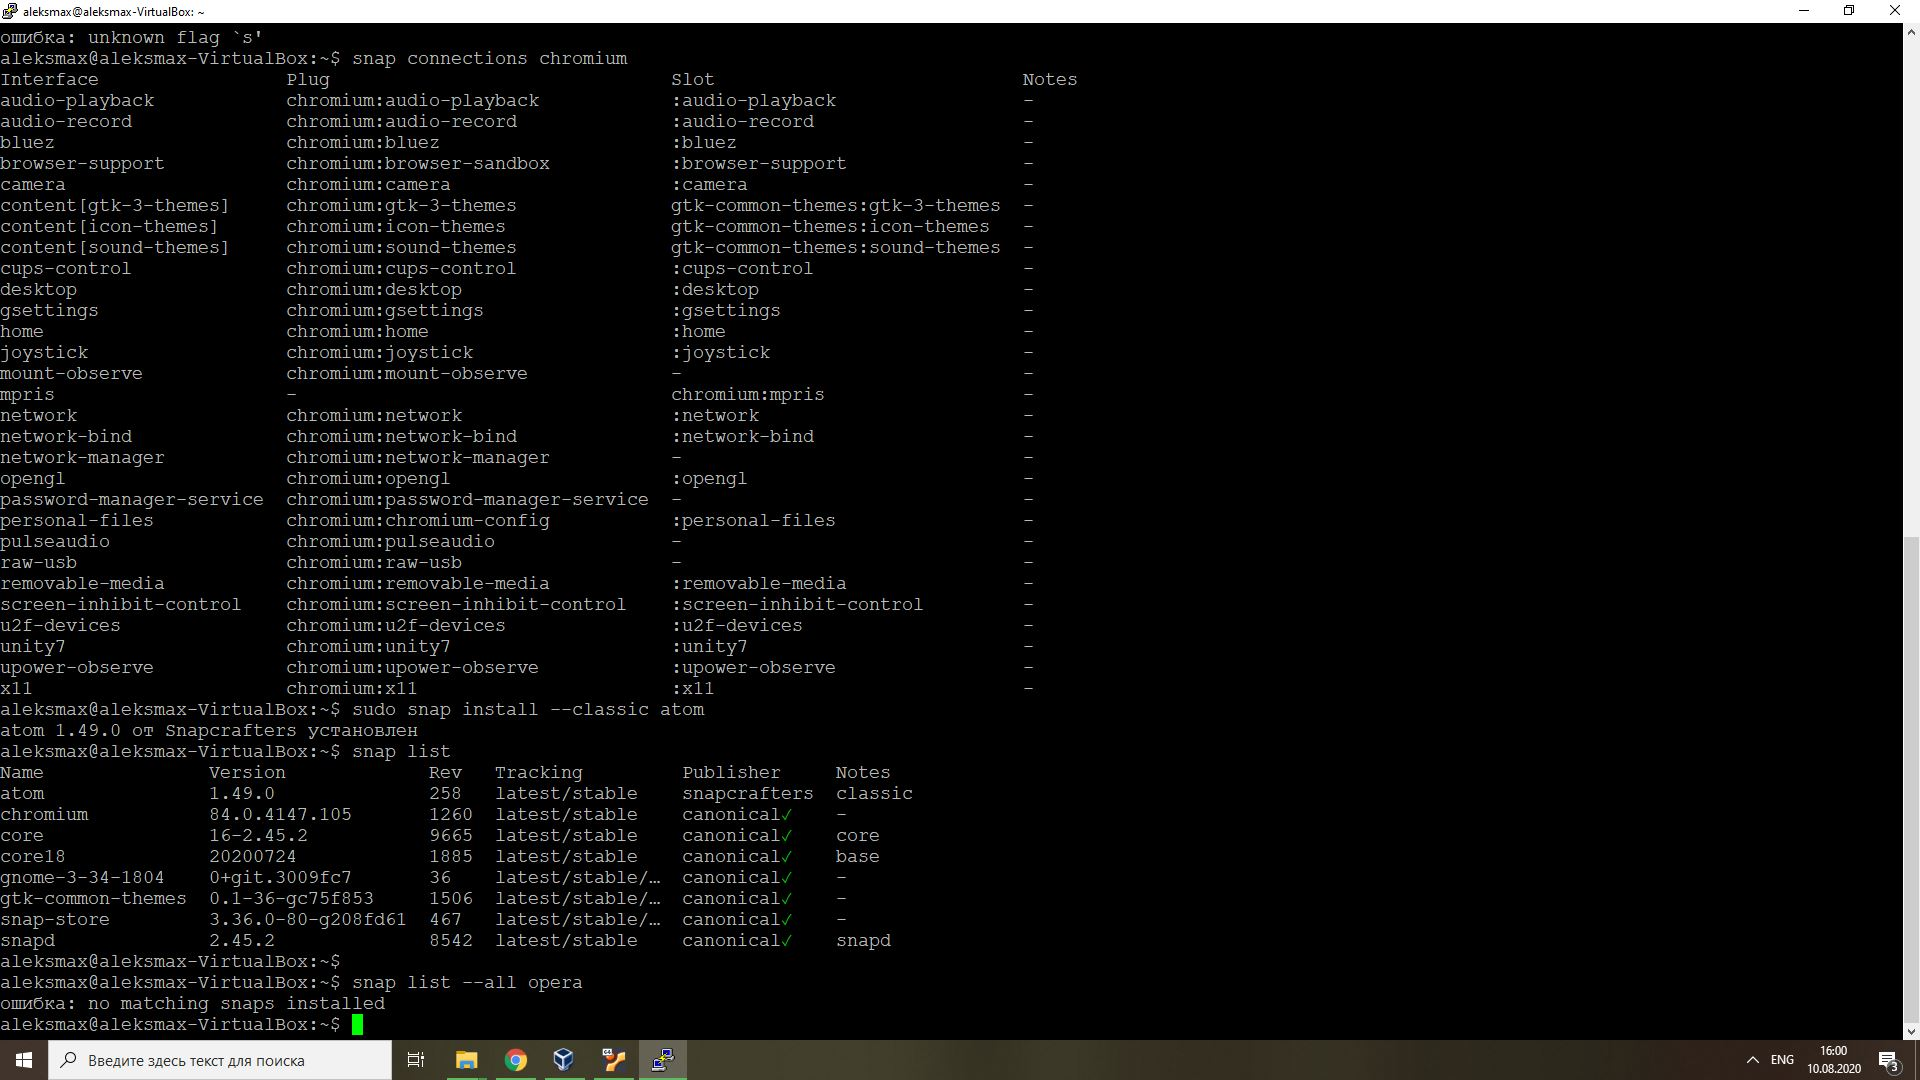 aleksmax@aleksmax-VirtualBox: ~
ошибка: unknown flag `s'
aleksmax@aleksmax-VirtualBox:~$ snap connections chromium
Interface Plug Slot Notes
audio-playback chromium:audio-playback :audio-playback -
audio-record chromium:audio-record :audio-record -
bluez chromium:bluez :bluez -
browser-support chromium:browser-sandbox :browser-support -
camera chromium:camera :camera -
content[gtk-3-themes] chromium:gtk-3-themes gtk-common-themes:gtk-3-themes -
content[icon-themes] chromium:icon-themes gtk-common-themes:icon-themes -
content[sound-themes] chromium:sound-themes gtk-common-themes:sound-themes -
cups-control chromium:cups-control :cups-control -
desktop chromium:desktop :desktop -
gsettings chromium:gsettings :gsettings -
home chromium:home :home -
joystick chromium:joystick :joystick -
mount-observe chromium:mount-observe - -
mpris - chromium:mpris -
network chromium:network :network -
network-bind chromium:network-bind :network-bind -
network-manager chromium:network-manager - -
opengl chromium:opengl :opengl -
password-manager-service chromium:password-manager-service - -
personal-files chromium:chromium-config :personal-files -
pulseaudio chromium:pulseaudio - -
raw-usb chromium:raw-usb - -
removable-media chromium:removable-media :removable-media -
screen-inhibit-control chromium:screen-inhibit-control :screen-inhibit-control -
u2f-devices chromium:u2f-devices :u2f-devices -
unity7 chromium:unity7 :unity7 -
upower-observe chromium:upower-observe :upower-observe -
x11 chromium:x11 :x11 -
aleksmax@aleksmax-VirtualBox:~$ sudo snap install --classic atom
atom 1.49.0 от Snapcrafters установлен
aleksmax@aleksmax-VirtualBox:~$ snap list
Name Version Rev Tracking Publisher Notes
atom 1.49.0 258 latest/stable snapcrafters classic
chromium 84.0.4147.105 1260 latest/stable canonical✓ -
core 16-2.45.2 9665 latest/stable canonical✓ core
core18 20200724 1885 latest/stable canonical✓ base
gnome-3-34-1804 0+git.3009fc7 36 latest/stable/… canonical✓ -
gtk-common-themes 0.1-36-gc75f853 1506 latest/stable/… canonical✓ -
snap-store 3.36.0-80-g208fd61 467 latest/stable/… canonical✓ -
snapd 2.45.2 8542 latest/stable canonical✓ snapd
aleksmax@aleksmax-VirtualBox:~$
aleksmax@aleksmax-VirtualBox:~$ snap list --all opera
ошибка: no matching snaps installed
aleksmax@aleksmax-VirtualBox:~$
Введите здесь текст для поиска
ENG
16:00
10.08.2020
3